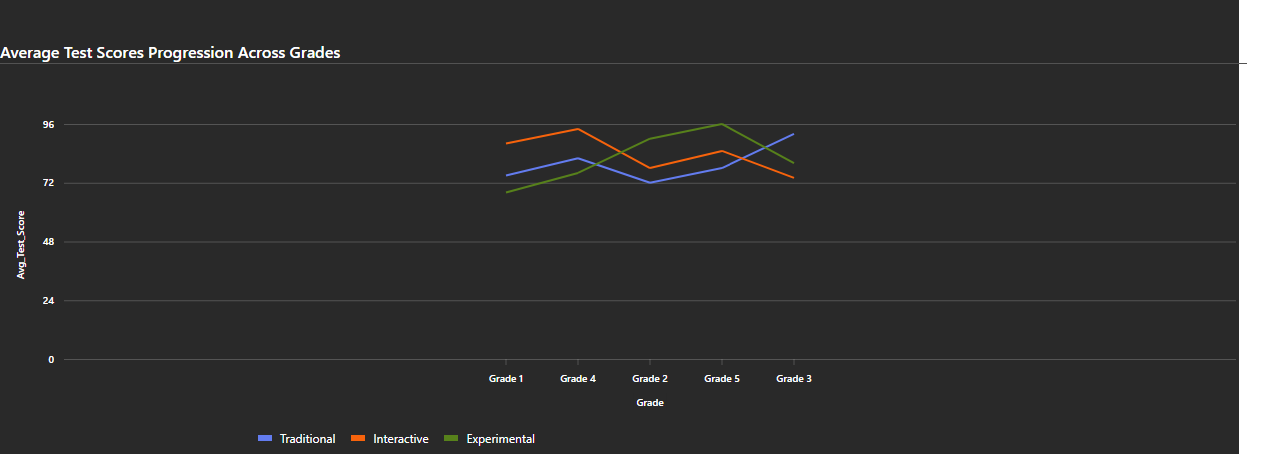 Average Test Scores Progression Across Grades
96
72
48
24
0
Avg_Test_Score
Grade 1 Grade 4 Grade 2 Grade 5 Grade 3
Grade
Traditional Interactive Experimental